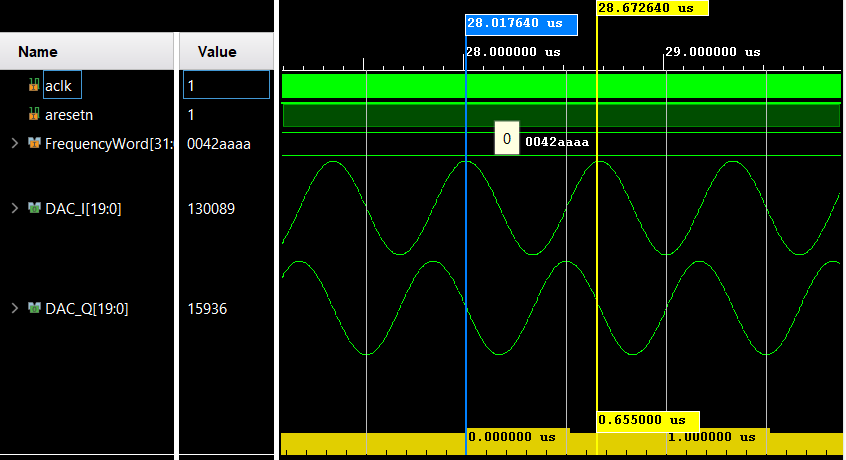 28.672640 us
28.017640 us
Name
Value
28.000000 us
29.000000 us
aclk
1
aresetn
1
FrequencyWord[31:
0042aaaa
0
0042aaaa
DAC_I[19:0]
130089
DAC_Q[19:0]
15936
0.655000 us
0.000000 us
1.000000 us